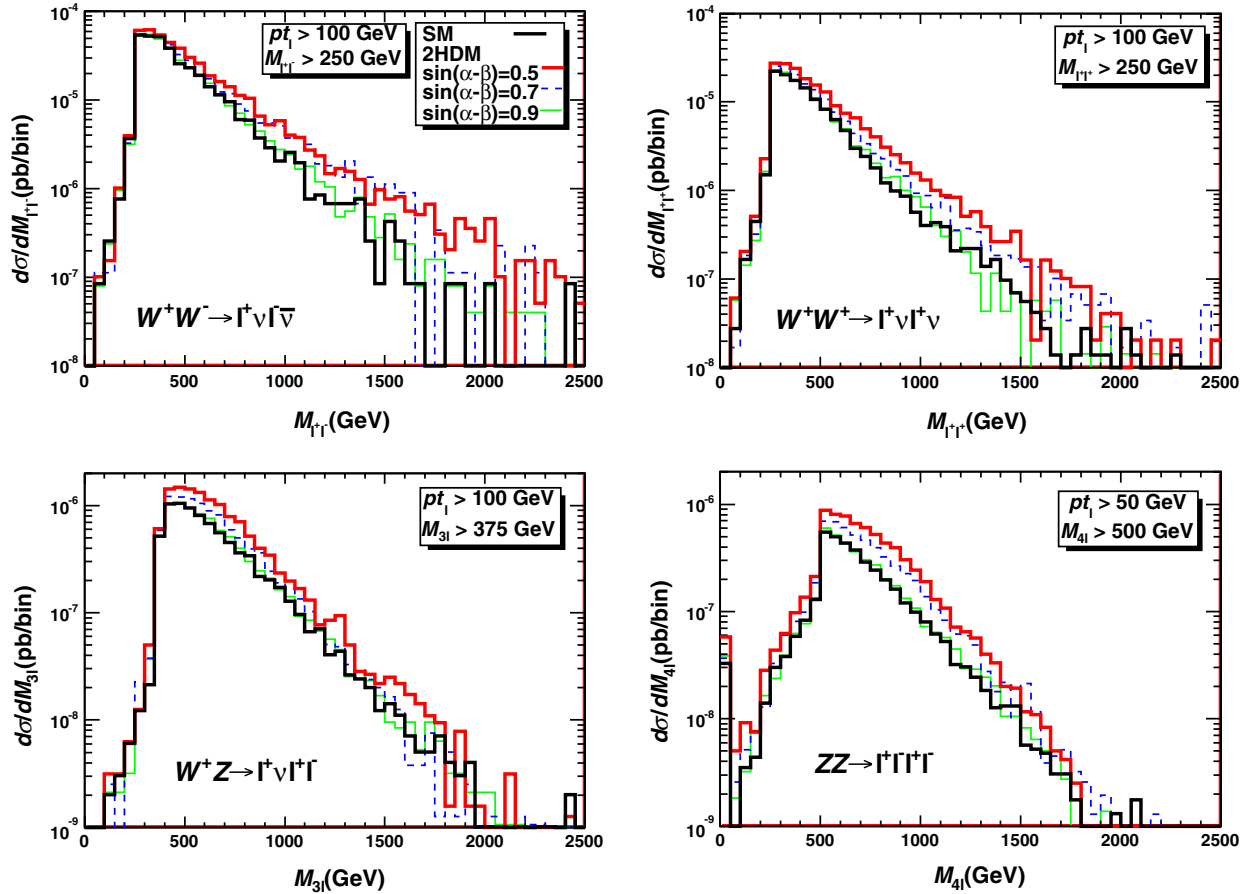 pt_l > 100 GeV
M_l⁺l⁻ > 250 GeV
SM
2HDM
sin(α-β)=0.5
sin(α-β)=0.7
sin(α-β)=0.9
10⁻⁴
10⁻⁵
10⁻⁶
10⁻⁷
10⁻⁸
dσ/dM_l⁺l⁻(pb/bin)
W⁺W⁻→l⁺νl⁻ν̅
0 500 1000 1500 2000 2500
M_l⁺l⁻(GeV)
pt_l > 100 GeV
M_l⁺l⁺ > 250 GeV
10⁻⁴
10⁻⁵
10⁻⁶
10⁻⁷
10⁻⁸
dσ/dM_l⁺l⁺(pb/bin)
W⁺W⁺→l⁺νl⁺ν
0 500 1000 1500 2000 2500
M_l⁺l⁺(GeV)
pt_l > 100 GeV
M_3l > 375 GeV
10⁻⁶
10⁻⁷
10⁻⁸
10⁻⁹
dσ/dM_3l(pb/bin)
W⁺Z→l⁺νl⁺l⁻
0 500 1000 1500 2000 2500
M_3l(GeV)
pt_l > 50 GeV
M_4l > 500 GeV
10⁻⁶
10⁻⁷
10⁻⁸
10⁻⁹
dσ/dM_4l(pb/bin)
ZZ→l⁺l⁻l⁺l⁻
0 500 1000 1500 2000 2500
M_4l(GeV)